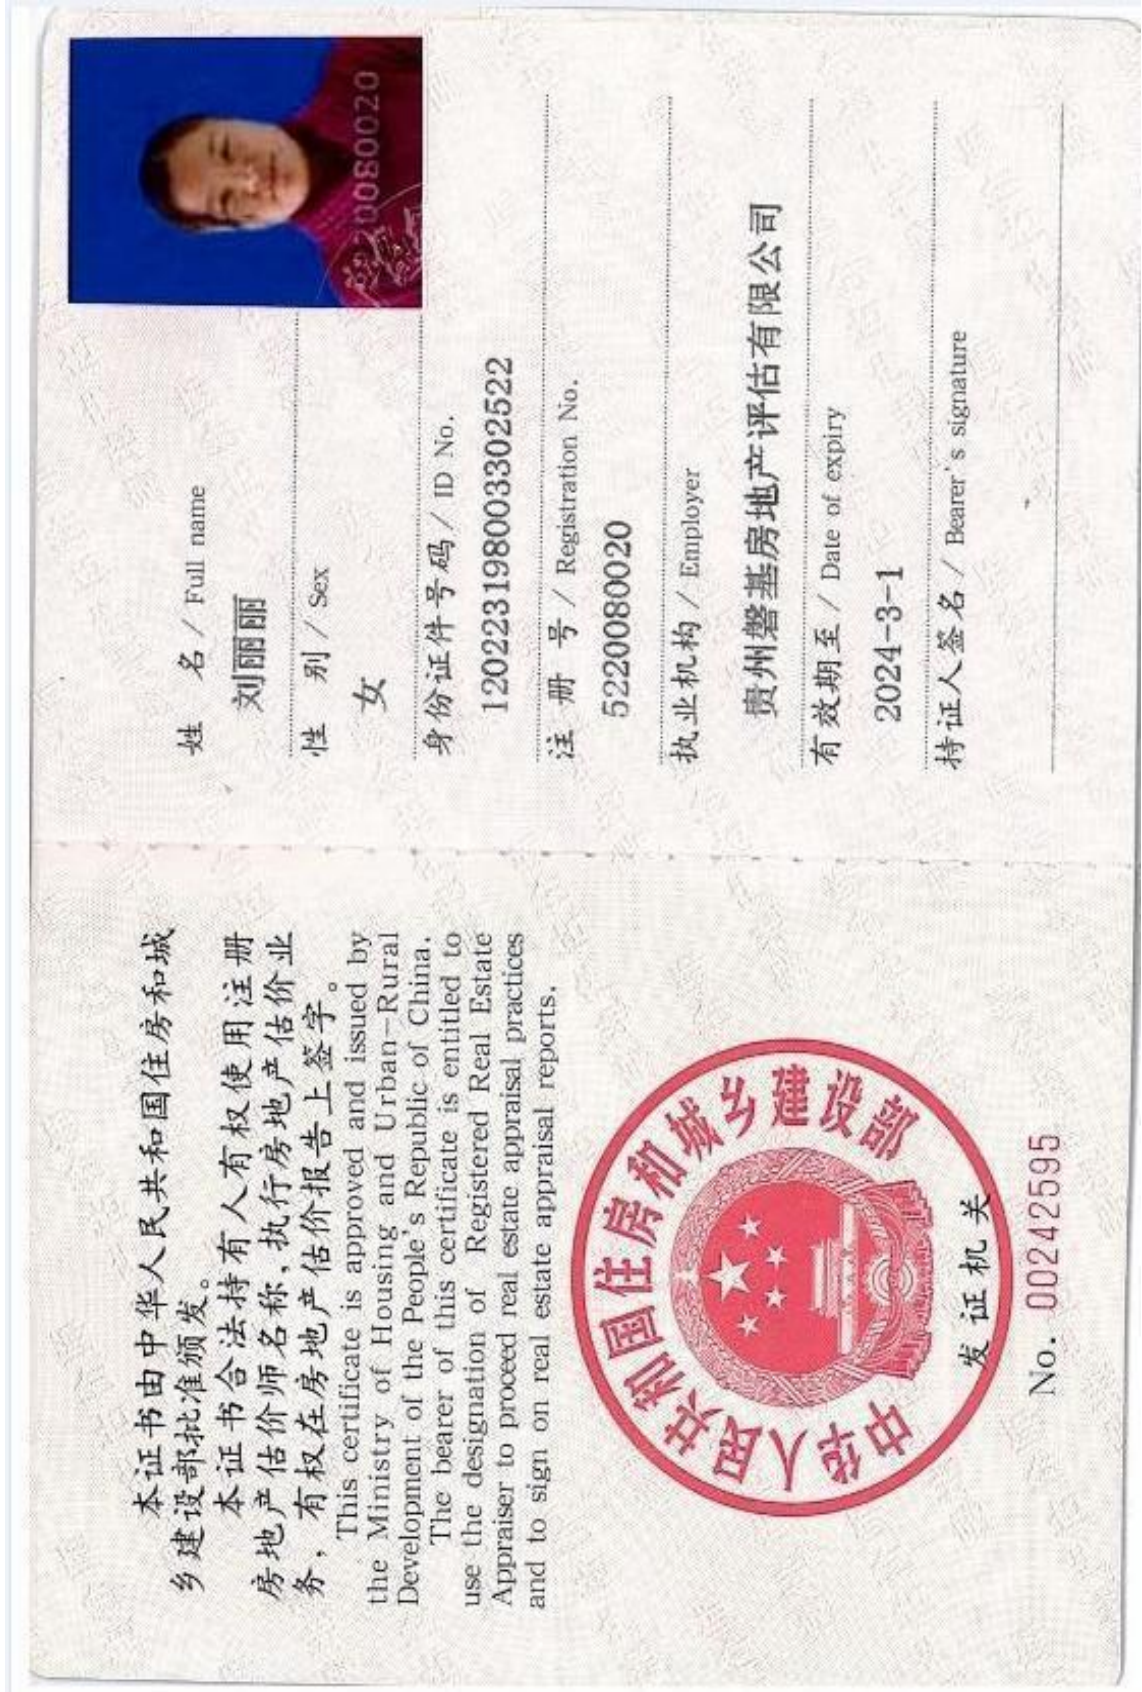 本证书由中华人民共和国住房和城
乡建设部批准颁发。
本证书合法持有人有权使用注册
房地产估价师名称,执行房地产估价业
务,有权在房地产估价报告上签字。
This certificate is approved and issued by
the Ministry of Housing and Urban-Rural
Development of the People's Republic of China.
The bearer of this certificate is entitled to
use the designation of Registered Real Estate
Appraiser to proceed real estate appraisal practices
and to sign on real estate appraisal reports.
中华人民共和国住房和城乡建设部
发证机关
No. 00242595
姓 名 / Full name
刘丽丽
性 别 / Sex
女
身份证件号码 / ID No.
120223198003302522
注 册 号 / Registration No.
5220080020
执业机构 / Employer
贵州磐基房地产评估有限公司
有效期至 / Date of expiry
2024-3-1
持证人签名 / Bearer's signature
20080020